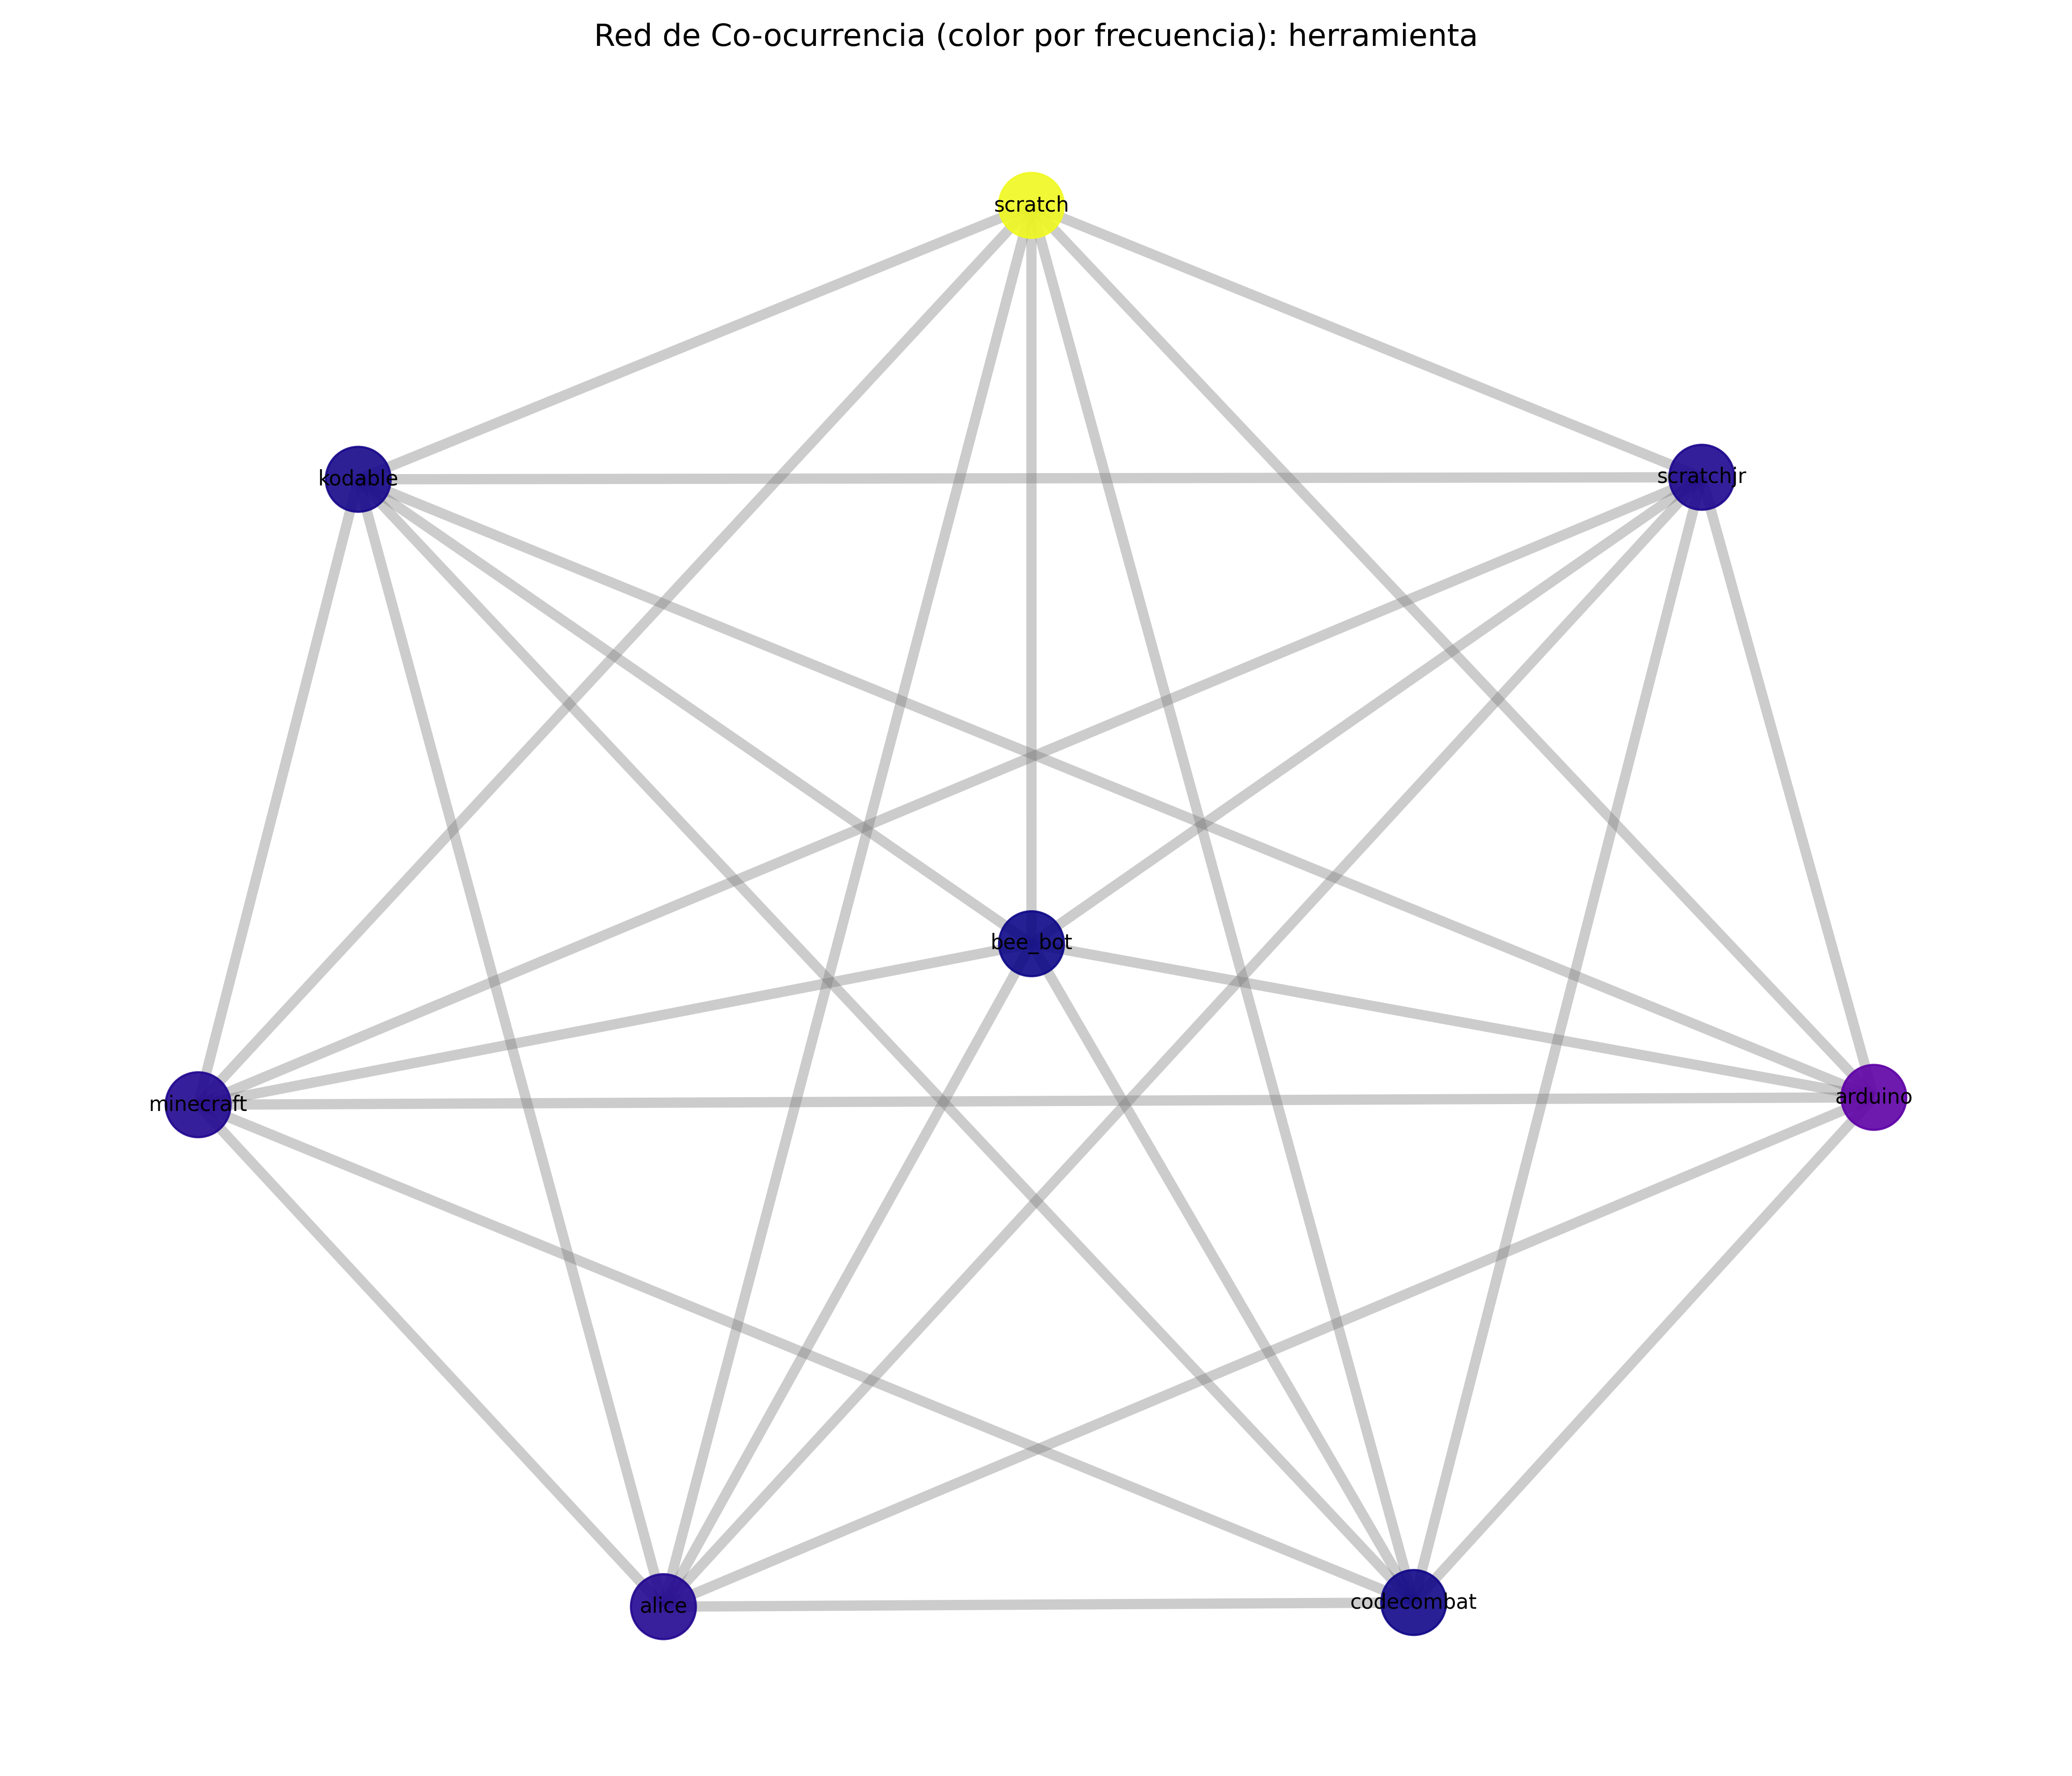 Red de Co-ocurrencia (color por frecuencia): herramienta
scratch
kodable
scratchjr
bee_bot
minecraft
arduino
alice
codecombat